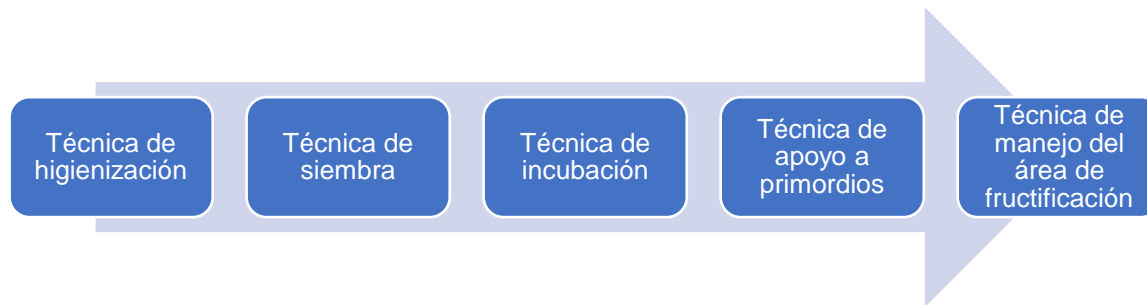 Técnica de
higienización
Técnica de
siembra
Técnica de
incubación
Técnica de
apoyo a
primordios
Técnica de
manejo del
área de
fructificación